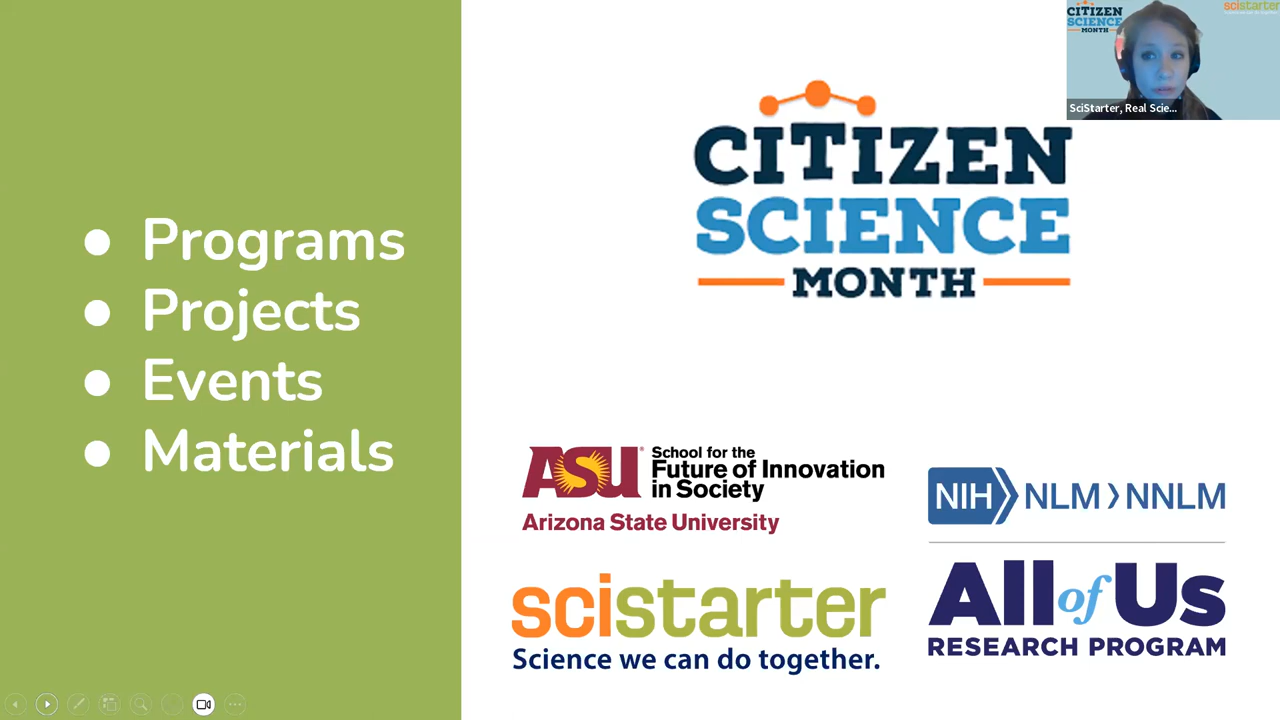 ● Programs
● Projects
● Events
● Materials
CITIZEN
SCIENCE
MONTH
ASU School for the
Future of Innovation
in Society
Arizona State University
NIH NLM NNLM
scistarter
Science we can do together.
All of Us
RESEARCH PROGRAM
CITIZEN
SCIENCE
MONTH
scistarter
SciStarter, Real Scie...